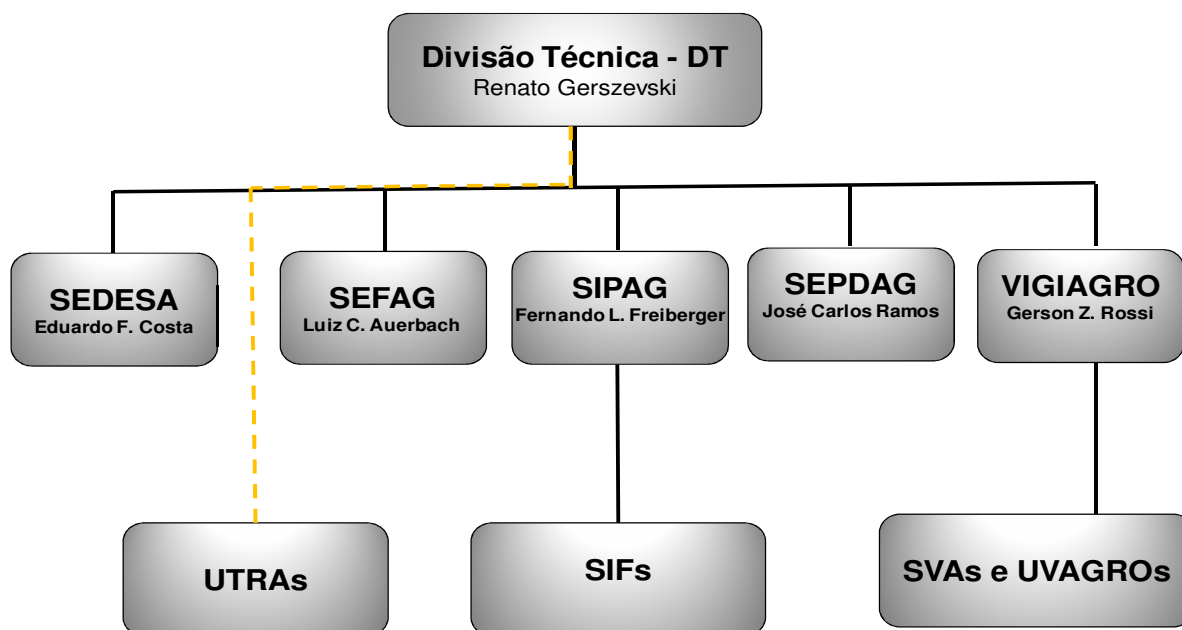 Divisão Técnica - DT
Renato Gerszevski
SEDESA
Eduardo F. Costa
SEFAG
Luiz C. Auerbach
SIPAG
Fernando L. Freiberger
SEPDAG
José Carlos Ramos
VIGIAGRO
Gerson Z. Rossi
UTRAs
SIFs
SVAs e UVAGROs